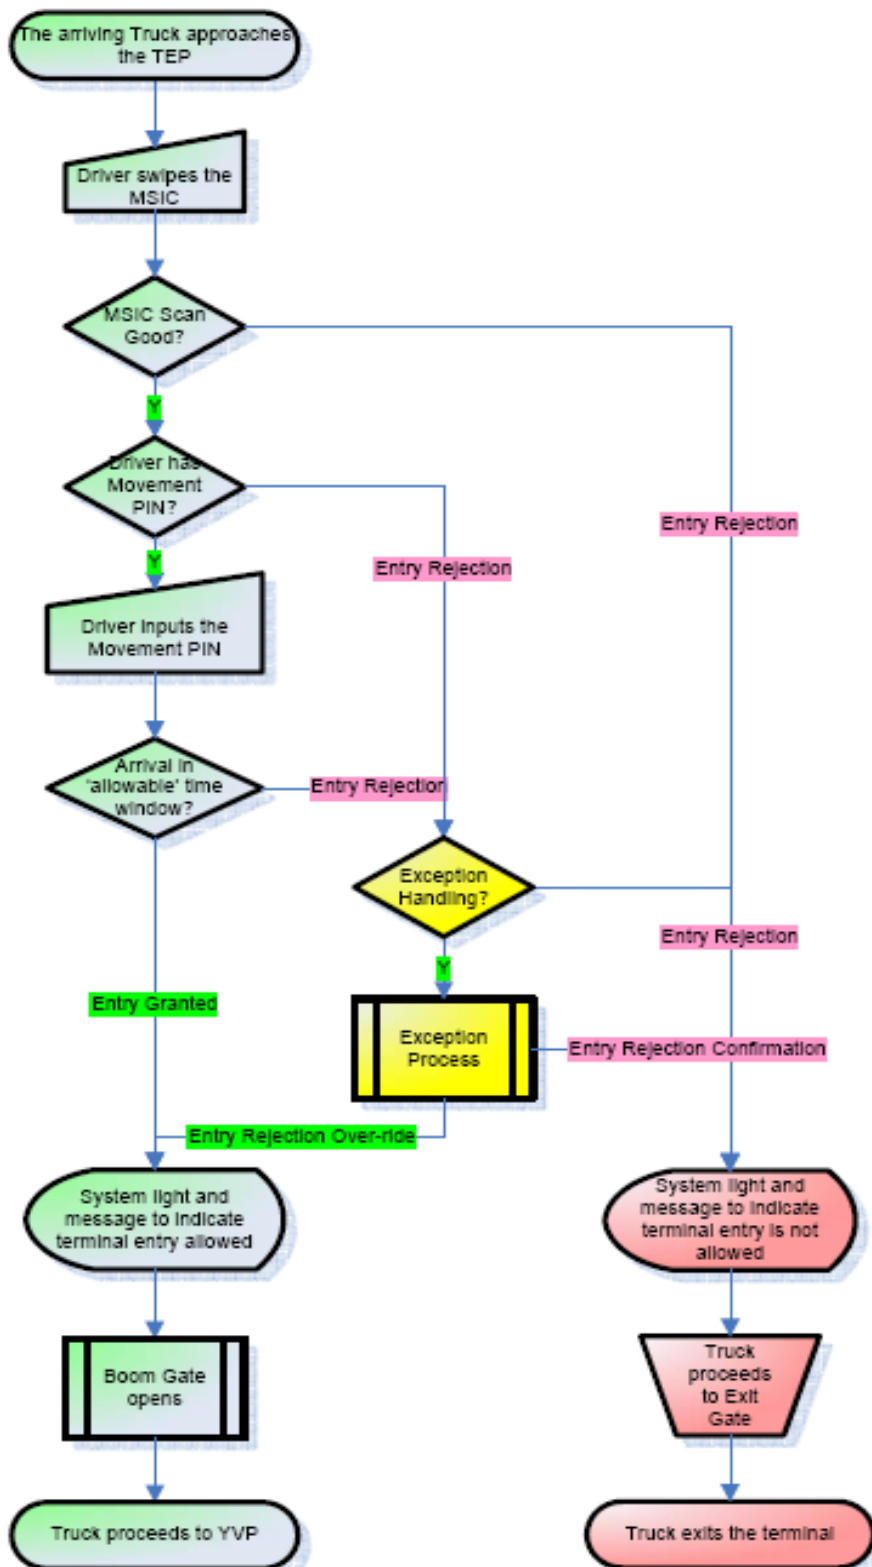 The arriving Truck approaches
the TEP
Driver swipes the
MSIC
MSIC Scan
Good?
Y
Driver has
Movement
PIN?
Entry Rejection
Y
Entry Rejection
Driver inputs the
Movement PIN
Arrival in
'allowable' time
window?
Entry Rejection
Exception
Handling?
Entry Rejection
Y
Entry Granted
Exception
Process
Entry Rejection Confirmation
Entry Rejection Over-ride
System light and
message to indicate
terminal entry allowed
System light and
message to indicate
terminal entry is not
allowed
Boom Gate
opens
Truck
proceeds
to Exit
Gate
Truck proceeds to YVP
Truck exits the terminal